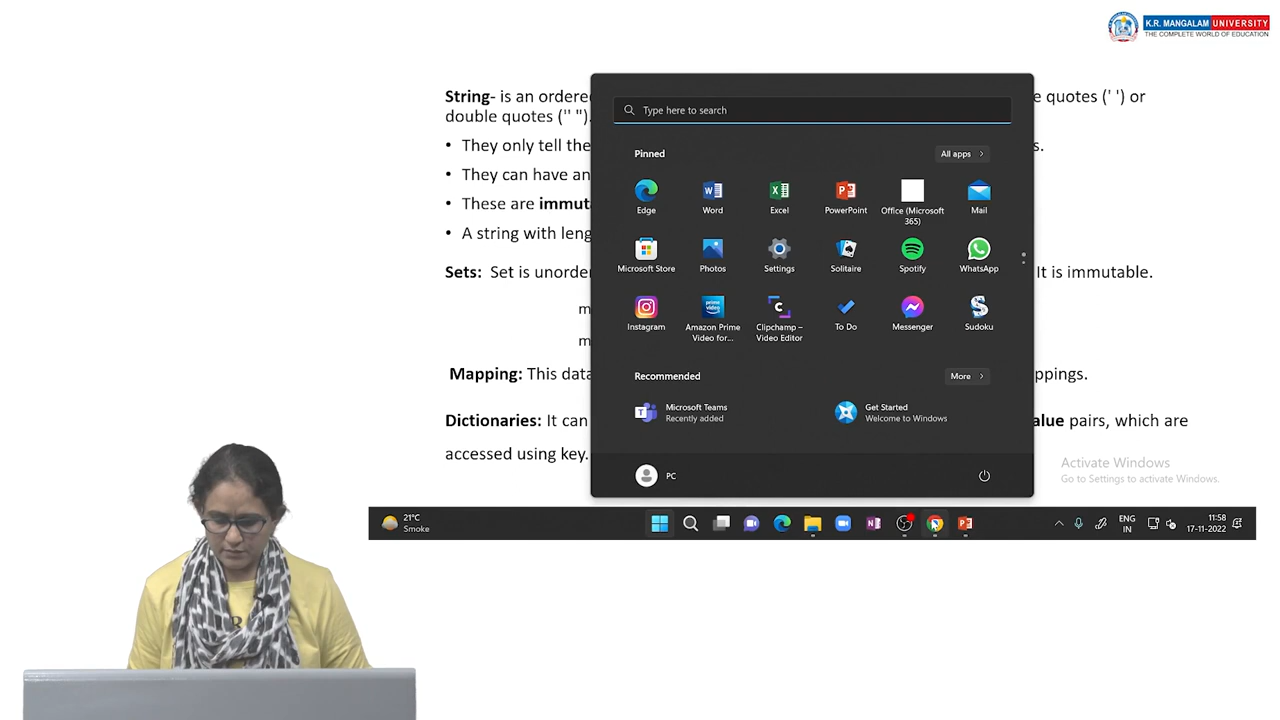 K.R. MANGALAM UNIVERSITY
THE COMPLETE WORLD OF EDUCATION
String- is an ordere
e quotes (' ') or
double quotes (" ").
They only tell the
s.
They can have an
These are immuta
A string with leng
Sets: Set is unorder
It is immutable.
m
m
Mapping: This data
ppings.
Dictionaries: It can
alue pairs, which are
accessed using key.
Type here to search
Pinned
All apps
Edge
Word
Excel
PowerPoint
Office (Microsoft 365)
Mail
Microsoft Store
Photos
Settings
Solitaire
Spotify
WhatsApp
Instagram
Amazon Prime Video for...
Clipchamp – Video Editor
To Do
Messenger
Sudoku
Recommended
More
Microsoft Teams
Recently added
Get Started
Welcome to Windows
PC
Activate Windows
Go to Settings to activate Windows.
21°C
Smoke
ENG
IN
11:58
17-11-2022